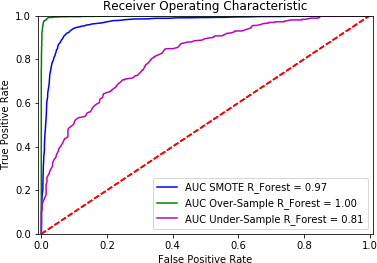 Receiver Operating Characteristic
True Positive Rate
1.0
0.8
0.6
0.4
0.2
0.0
AUC SMOTE R_Forest = 0.97
AUC Over-Sample R_Forest = 1.00
AUC Under-Sample R_Forest = 0.81
0.0 0.2 0.4 0.6 0.8 1.0
False Positive Rate